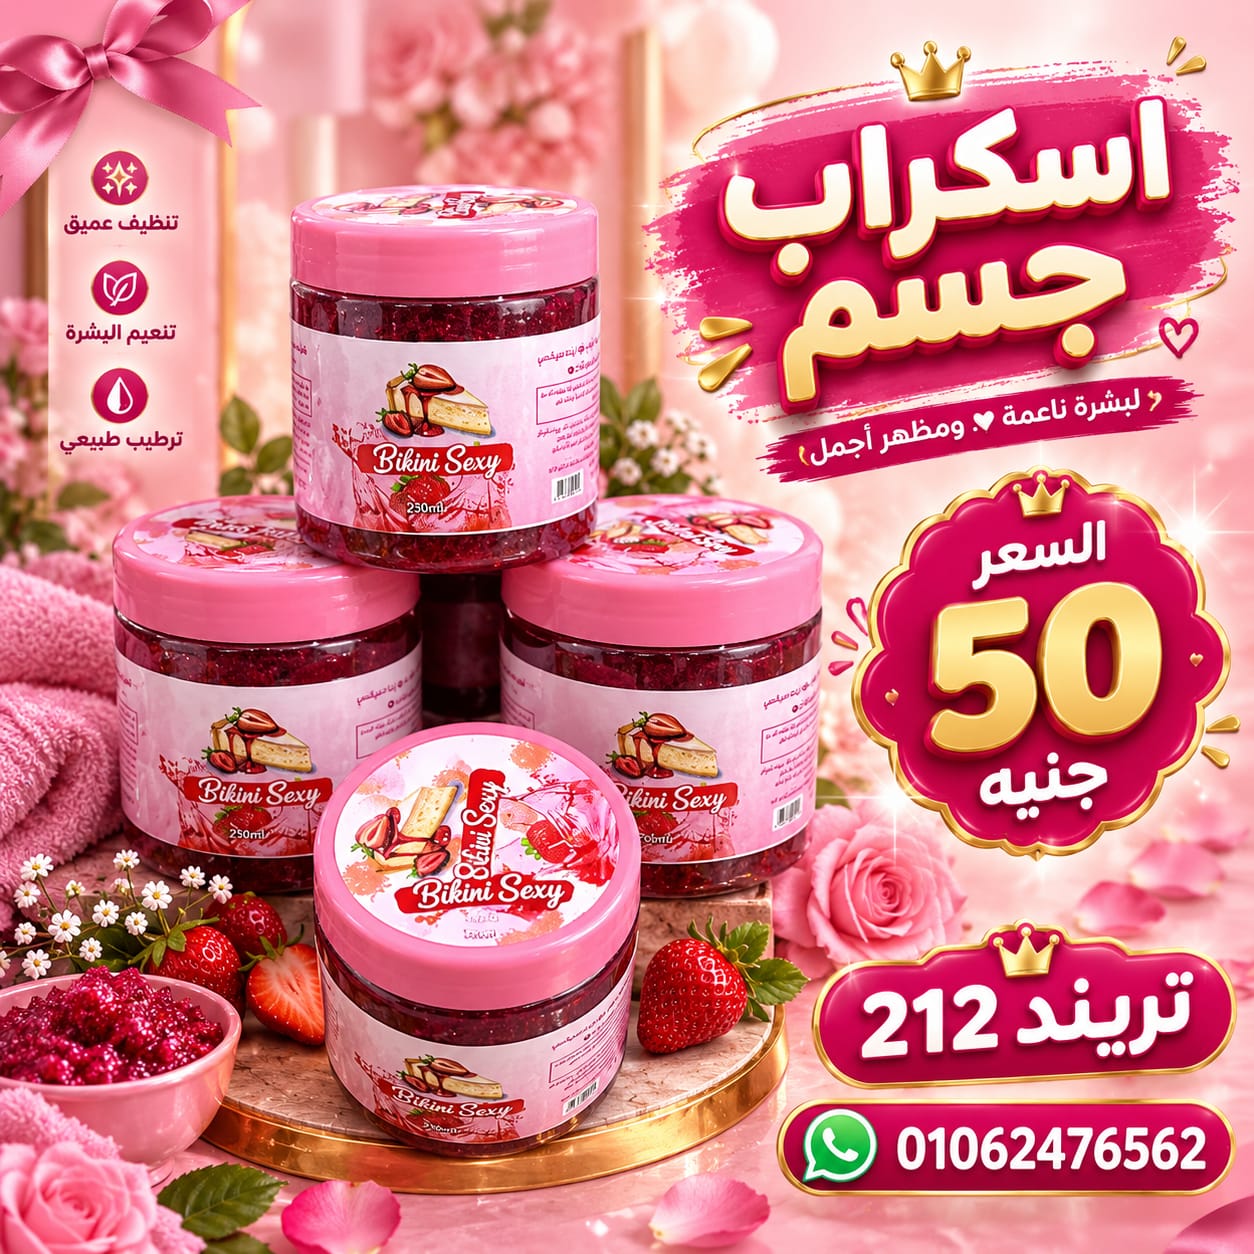 اسكراب
جسم
لبشرة ناعمة ♥. ومظهر أجمل
تنظيف عميق
تنعيم البشرة
ترطيب طبيعي
السعر
50
جنيه
تريند 212
01062476562
Bikini Sexy
250ml
Bikini Sexy
250ml
Bikini Sexy
Bikini Sexy
Bikini Sexy
Bikini Sexy